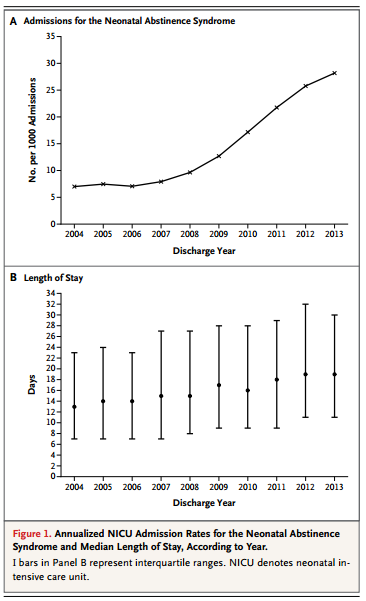 A Admissions for the Neonatal Abstinence Syndrome
35
30
25
20
15
10
5
0
No. per 1000 Admissions
2004 2005 2006 2007 2008 2009 2010 2011 2012 2013
Discharge Year
B Length of Stay
34
32
30
28
26
24
22
20
18
16
14
12
10
8
6
4
2
0
Days
2004 2005 2006 2007 2008 2009 2010 2011 2012 2013
Discharge Year
Figure 1. Annualized NICU Admission Rates for the Neonatal Abstinence
Syndrome and Median Length of Stay, According to Year.
I bars in Panel B represent interquartile ranges. NICU denotes neonatal in-
tensive care unit.